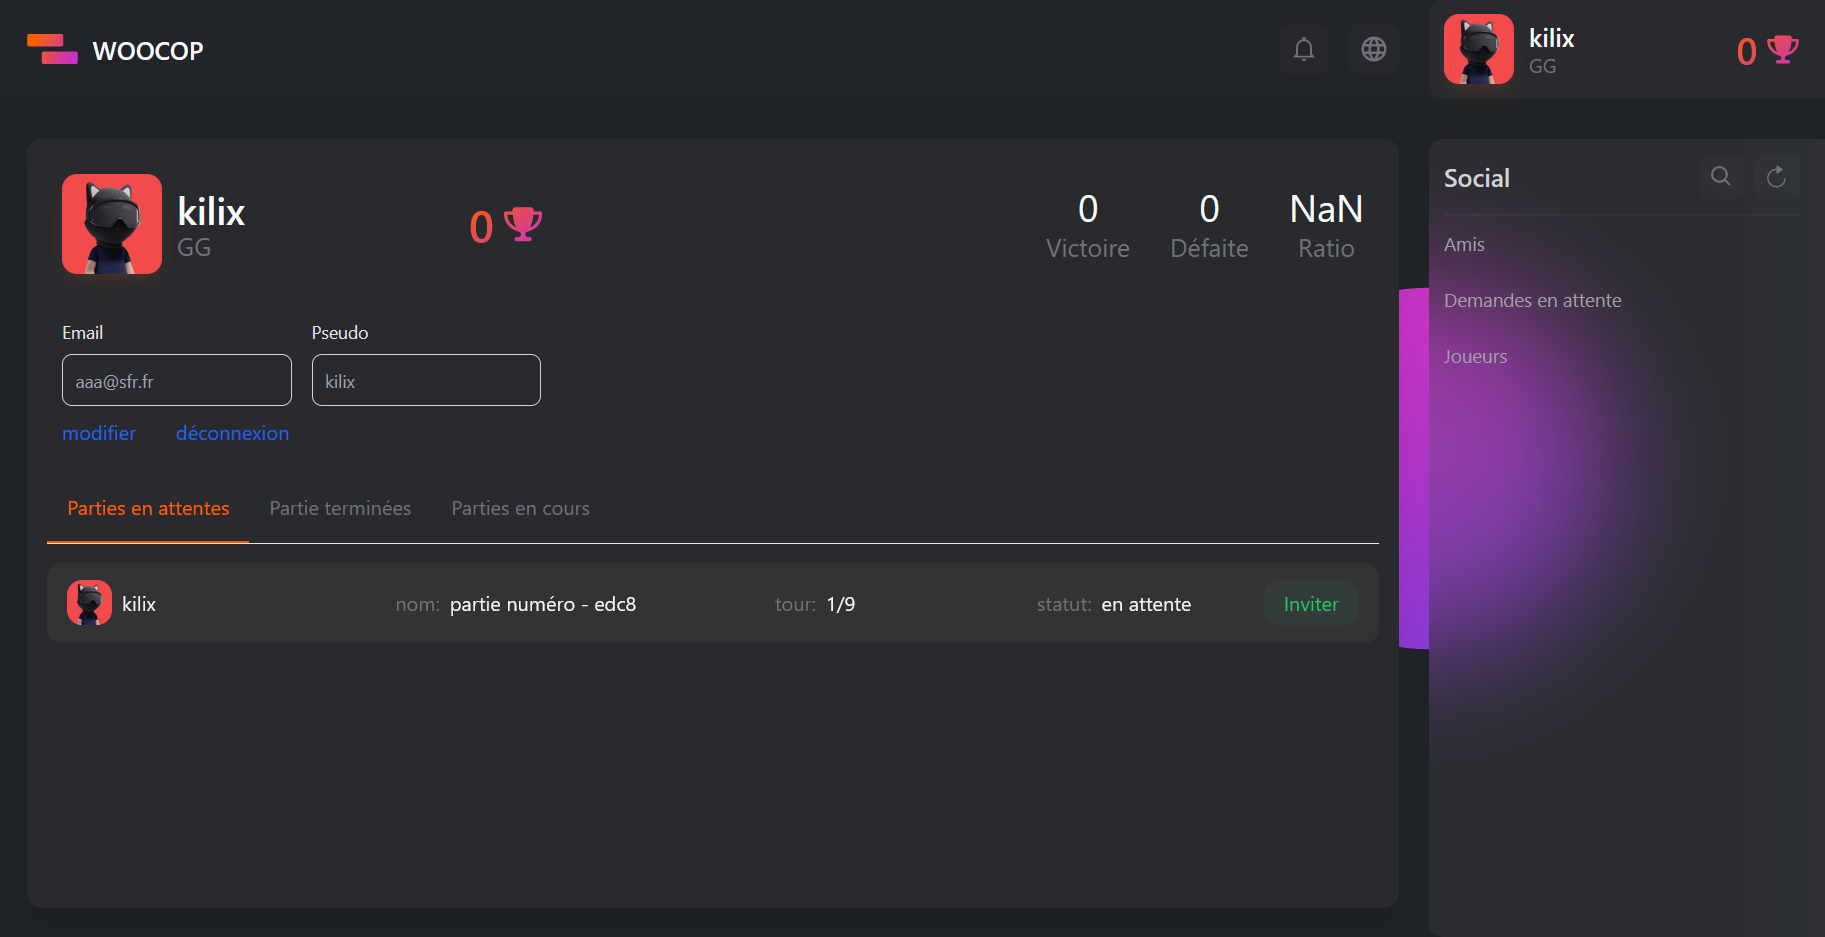 WOOCOP
kilix
GG
0
kilix
GG
0
0
Victoire
0
Défaite
NaN
Ratio
Email
Pseudo
aaa@sfr.fr
kilix
modifier
déconnexion
Parties en attentes
Partie terminées
Parties en cours
kilix
nom: partie numéro - edc8
tour: 1/9
statut: en attente
Inviter
Social
Amis
Demandes en attente
Joueurs